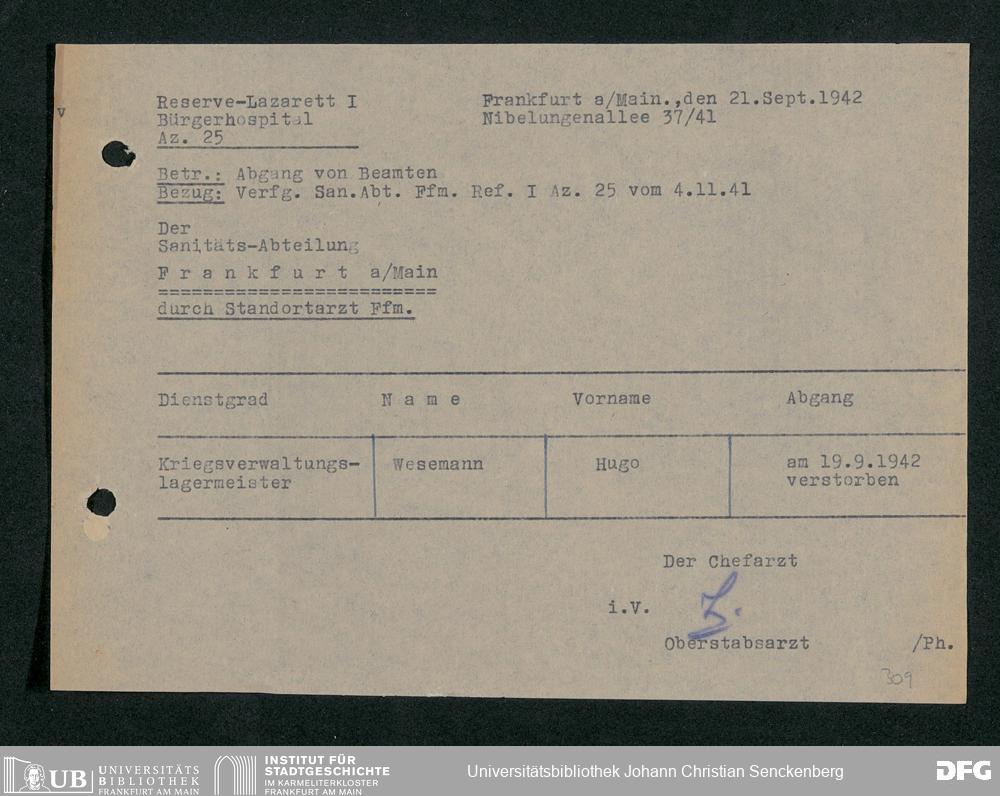 v
Reserve-Lazarett I
Bürgerhospital
Az. 25
Frankfurt a/Main.,den 21.Sept.1942
Nibelungenallee 37/41
Betr.: Abgang von Beamten
Bezug: Verfg. San.Abt. Ffm. Ref. I Az. 25 vom 4.11.41
Der
Sanitäts-Abteilung
F r a n k f u r t a/Main
=========================
durch Standortarzt Ffm.
Dienstgrad N a m e Vorname Abgang
Kriegsverwaltungs- Wesemann Hugo am 19.9.1942
lagermeister verstorben
Der Chefarzt
i.V.
Oberstabsarzt /Ph.
309
UB UNIVERSITÄTS
BIBLIOTHEK
FRANKFURT AM MAIN
INSTITUT FÜR
STADTGESCHICHTE
IM KARMELITERKLOSTER
FRANKFURT AM MAIN
Universitätsbibliothek Johann Christian Senckenberg
DFG